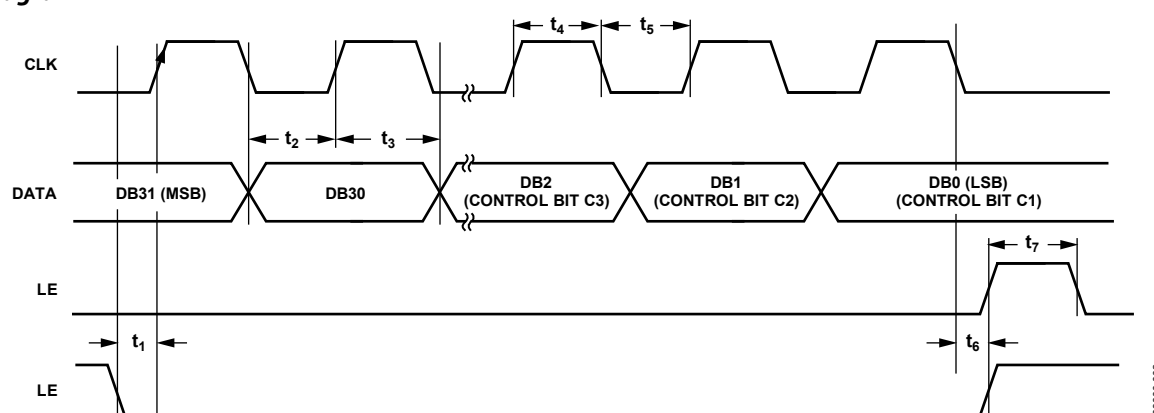 t4
t5
CLK
t2
t3
DATA
DB31 (MSB)
DB30
DB2
(CONTROL BIT C3)
DB1
(CONTROL BIT C2)
DB0 (LSB)
(CONTROL BIT C1)
t7
LE
t1
t6
LE